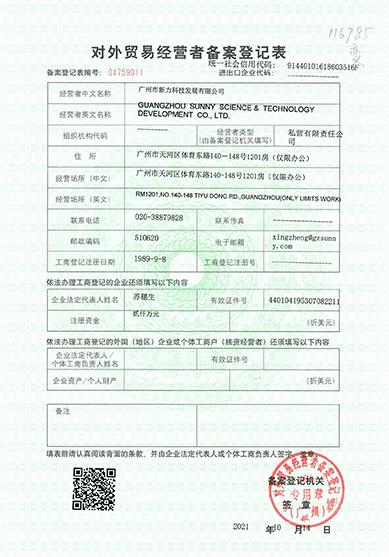 116785
对外贸易经营者备案登记表
统一社会信用代码： 91440101618603516F
备案登记表编号： 04759011 进出口企业代码： -------------
经营者中文名称 广州市新力科技发展有限公司
经营者英文名称 GUANGZHOU SUNNY SCIENCE & TECHNOLOGY DEVELOPMENT CO., LTD.
组织机构代码 --------- 经营者类型（由备案登记机关填写） 私营有限责任公司
住 所 广州市天河区体育东路140－148号1201房（仅限办公）
经营场所（中文） 广州市天河区体育东路140－148号1201房（仅限办公）
经营场所（英文） RM1201,NO.140-148 TIYU DONG RD.,GUANGZHOU(ONLY LIMITS WORK)
联系电话 020-38879828 联系传真 ---------------
邮政编码 510620 电子邮箱 xingzheng@gzsunny.com
工商登记注册日期 1989-9-8 工商登记注册号 ---------------
依法办理工商登记的企业还须填写以下内容
企业法定代表人姓名 苏穗生 有效证件号 440104195307082211
注册资金 贰仟万元 （折美元）
依法办理工商登记的外国（地区）企业或个体工商户（独资经营者）还须填写以下内容
企业法定代表人/个体工商负责人姓名 有效证件号
企业资产/个人财产 （折美元）
备注
填表前请认真阅读背面的条款，并由企业法定代表人或个体工商负责人签字、盖章。
对外贸易经营者备案登记
专用章
（广州）
备案登记机关
签 章
2021 年 10 月 14 日